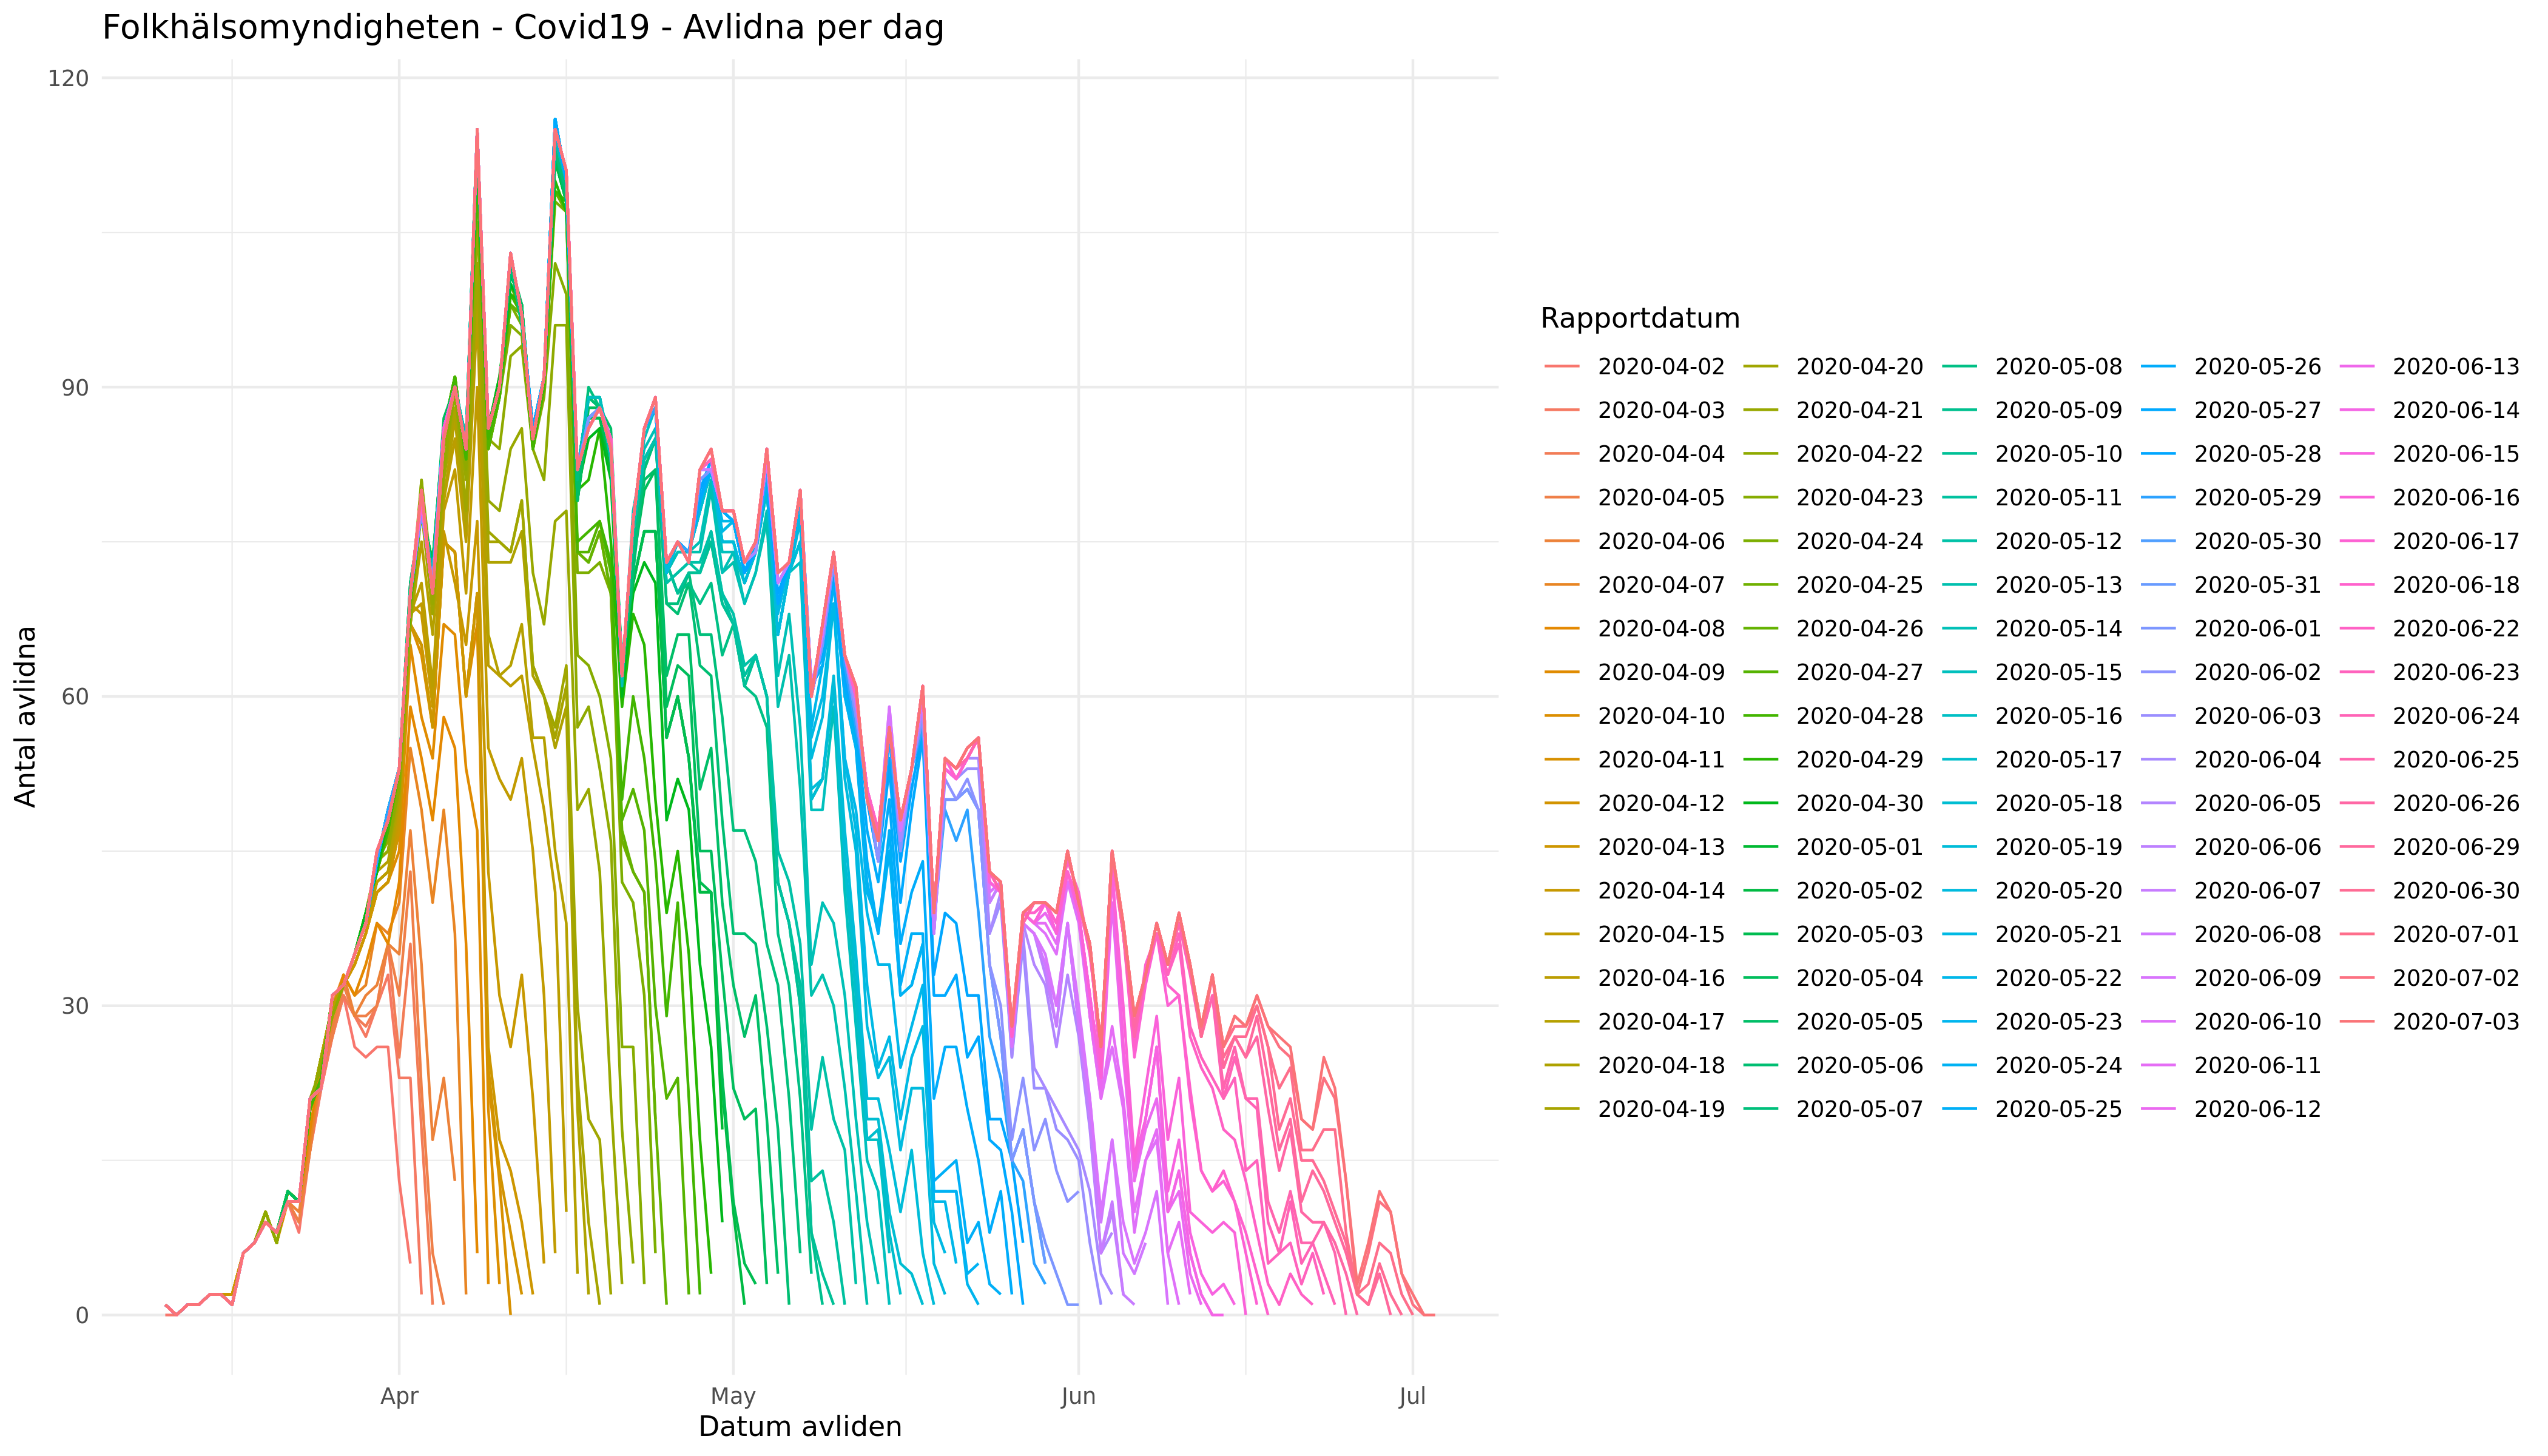 Folkhälsomyndigheten - Covid19 - Avlidna per dag
120
90
60
30
0
Antal avlidna
Apr May Jun Jul
Datum avliden
Rapportdatum
2020-04-02 2020-04-20 2020-05-08 2020-05-26 2020-06-13
2020-04-03 2020-04-21 2020-05-09 2020-05-27 2020-06-14
2020-04-04 2020-04-22 2020-05-10 2020-05-28 2020-06-15
2020-04-05 2020-04-23 2020-05-11 2020-05-29 2020-06-16
2020-04-06 2020-04-24 2020-05-12 2020-05-30 2020-06-17
2020-04-07 2020-04-25 2020-05-13 2020-05-31 2020-06-18
2020-04-08 2020-04-26 2020-05-14 2020-06-01 2020-06-22
2020-04-09 2020-04-27 2020-05-15 2020-06-02 2020-06-23
2020-04-10 2020-04-28 2020-05-16 2020-06-03 2020-06-24
2020-04-11 2020-04-29 2020-05-17 2020-06-04 2020-06-25
2020-04-12 2020-04-30 2020-05-18 2020-06-05 2020-06-26
2020-04-13 2020-05-01 2020-05-19 2020-06-06 2020-06-29
2020-04-14 2020-05-02 2020-05-20 2020-06-07 2020-06-30
2020-04-15 2020-05-03 2020-05-21 2020-06-08 2020-07-01
2020-04-16 2020-05-04 2020-05-22 2020-06-09 2020-07-02
2020-04-17 2020-05-05 2020-05-23 2020-06-10 2020-07-03
2020-04-18 2020-05-06 2020-05-24 2020-06-11
2020-04-19 2020-05-07 2020-05-25 2020-06-12